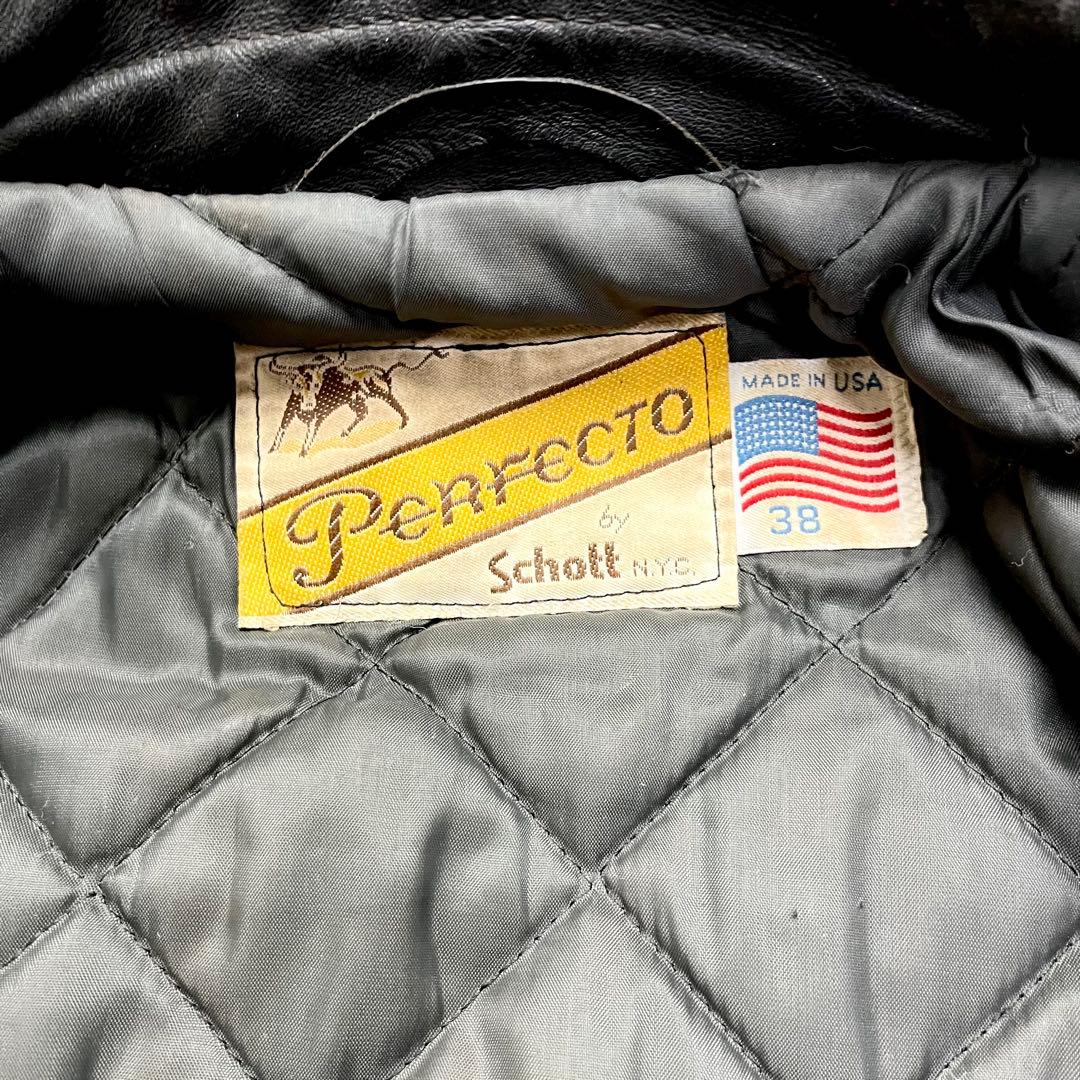 PERFECTO
by
Schott N.Y.C.
MADE IN USA
38